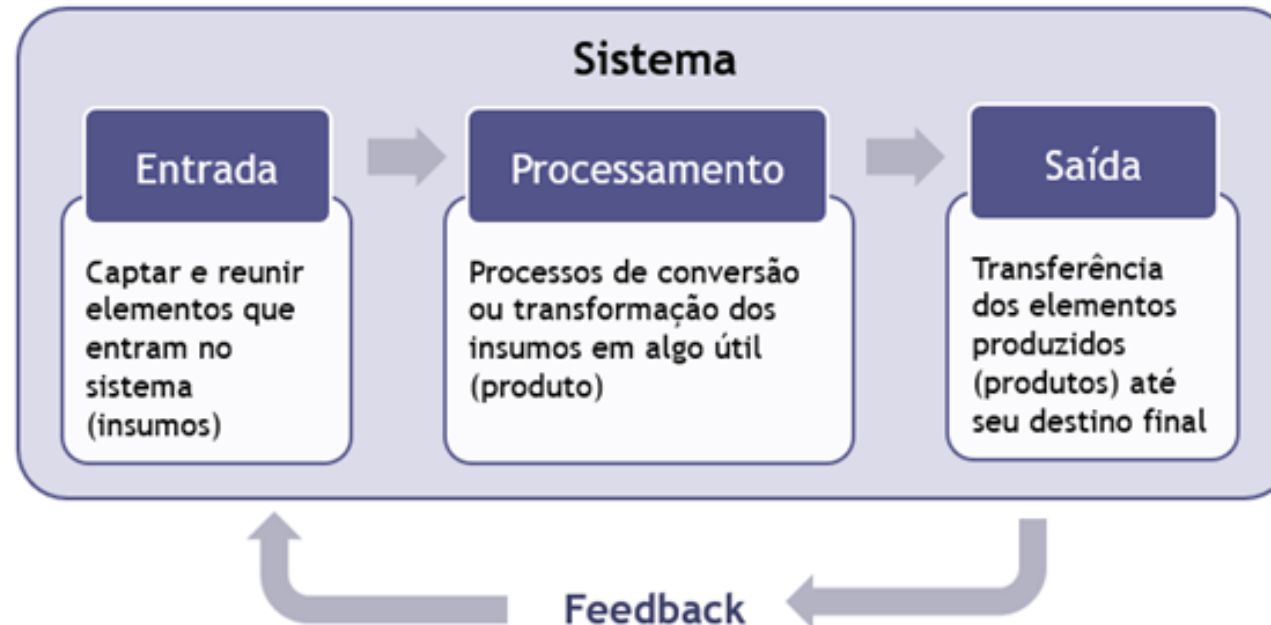 Sistema
Entrada
Captar e reunir
elementos que
entram no
sistema
(insumos)
Processamento
Processos de conversão
ou transformação dos
insumos em algo útil
(produto)
Saída
Transferência
dos elementos
produzidos
(produtos) até
seu destino final
Feedback